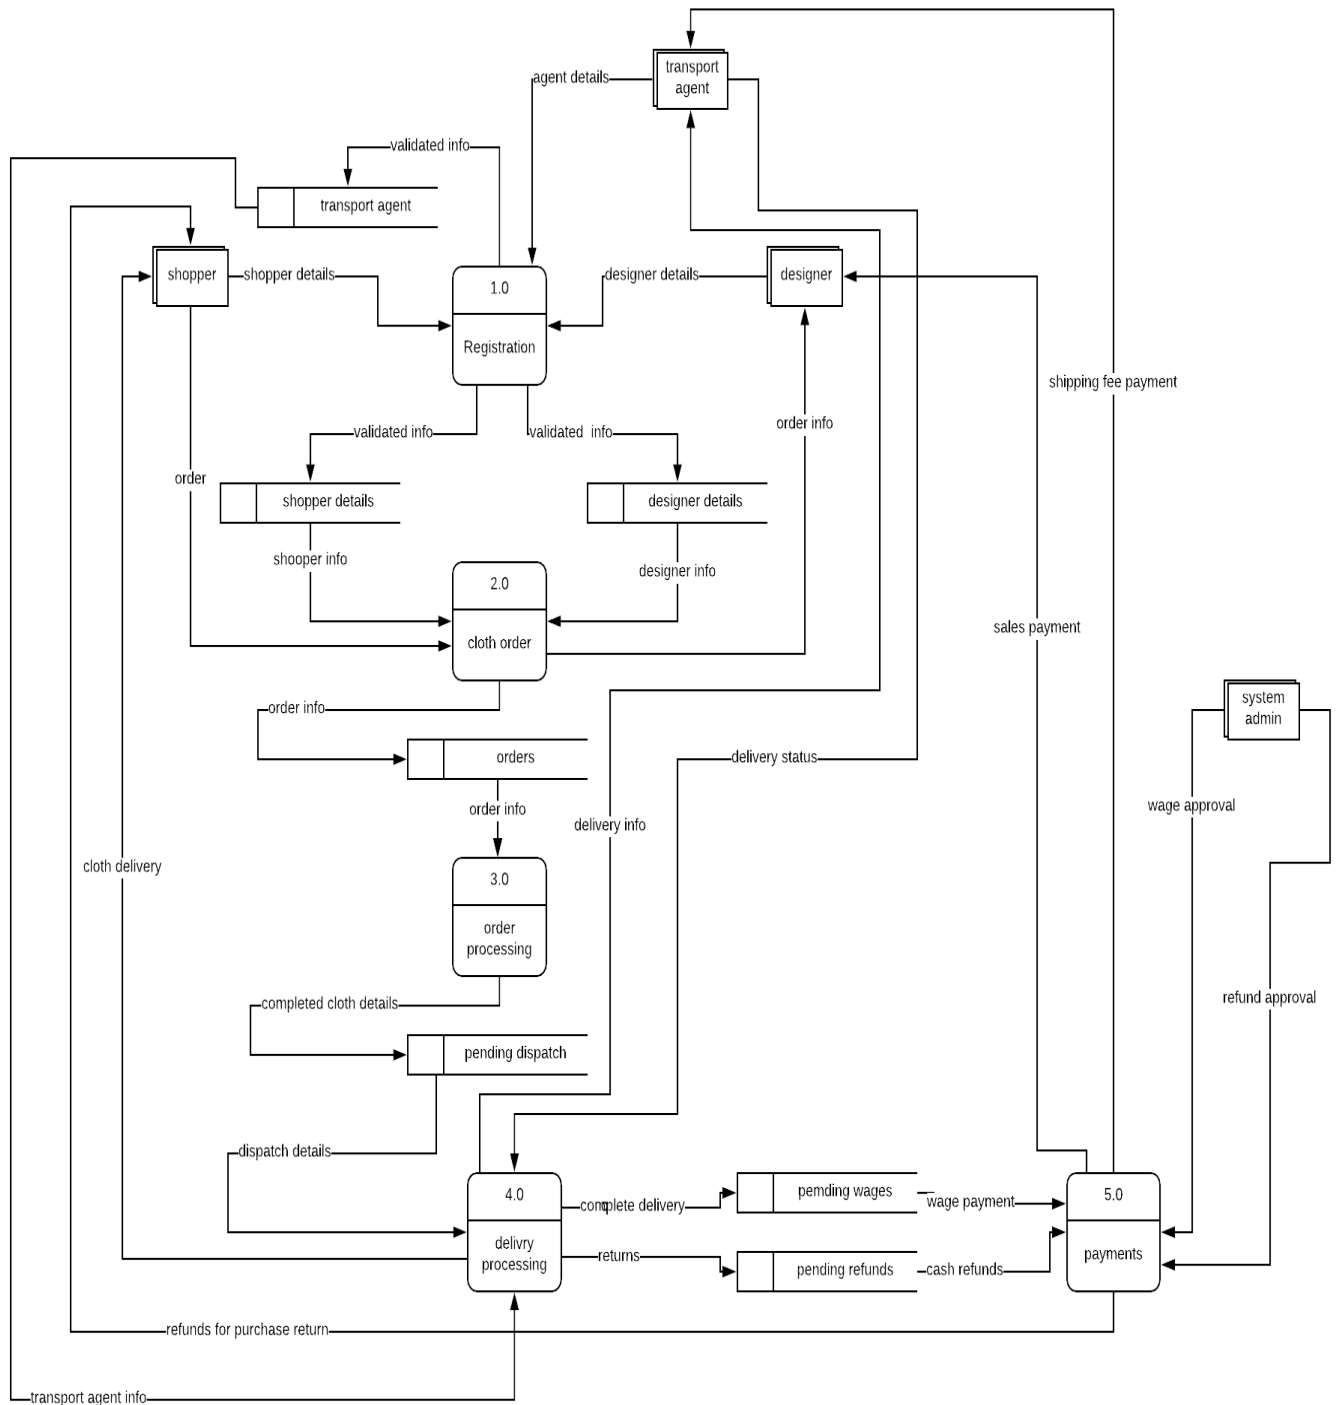 transport
agent
agent details
validated info
transport agent
shopper
shopper details
designer details
designer
1.0
Registration
shipping fee payment
order info
validated info
validated  info
order
shopper details
designer details
shooper info
designer info
2.0
cloth order
sales payment
system
admin
order info
orders
delivery status
wage approval
order info
delivery info
cloth delivery
3.0
order
processing
refund approval
completed cloth details
pending dispatch
dispatch details
4.0
delivry
processing
complete delivery
pemding wages
wage payment
5.0
payments
returns
pending refunds
cash refunds
refunds for purchase return
transport agent info